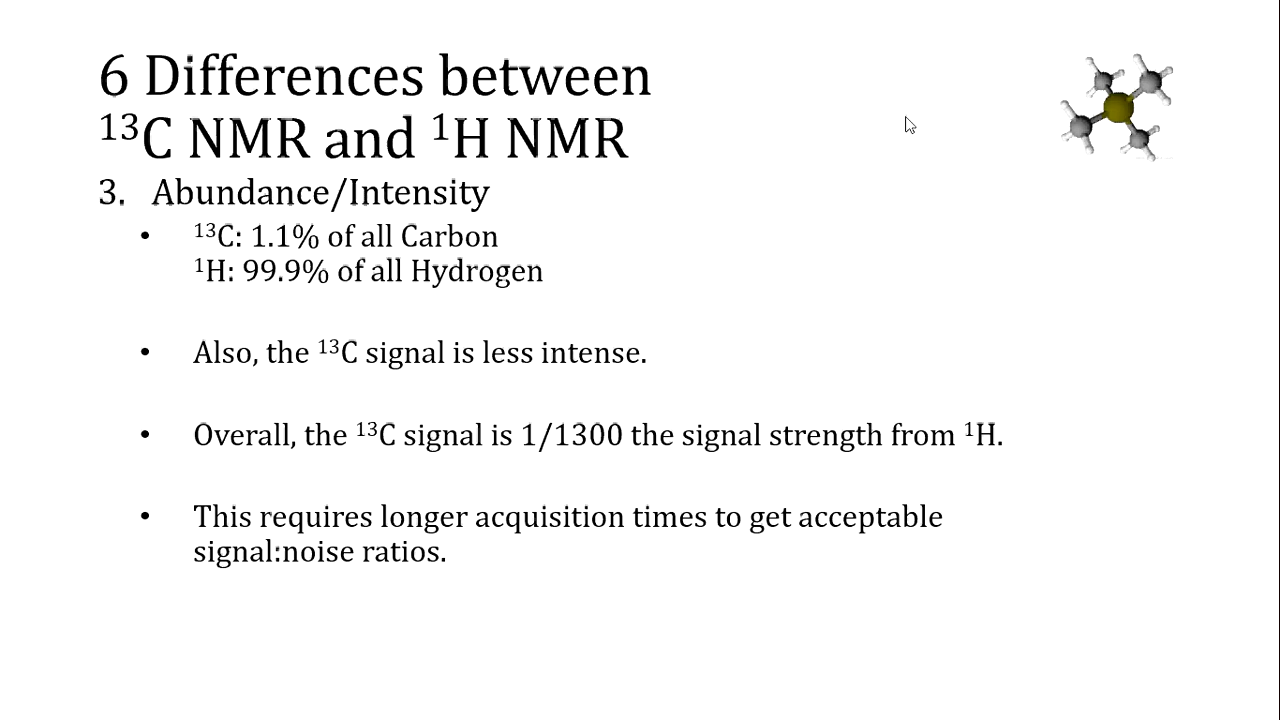 6 Differences between
¹³C NMR and ¹H NMR
3. Abundance/Intensity
• ¹³C: 1.1% of all Carbon
¹H: 99.9% of all Hydrogen
• Also, the ¹³C signal is less intense.
• Overall, the ¹³C signal is 1/1300 the signal strength from ¹H.
• This requires longer acquisition times to get acceptable
signal:noise ratios.